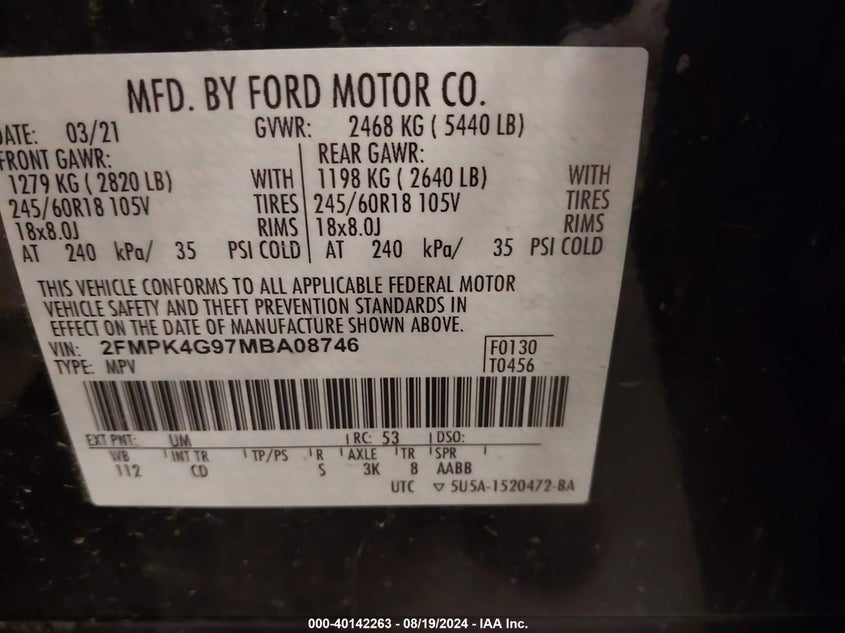 MFD. BY FORD MOTOR CO.
DATE: 03/21 GVWR: 2468 KG ( 5440 LB)
FRONT GAWR: REAR GAWR:
1279 KG ( 2820 LB) WITH 1198 KG ( 2640 LB) WITH
245/60R18 105V TIRES 245/60R18 105V TIRES
18x8.0J RIMS 18x8.0J RIMS
AT 240 kPa/ 35 PSI COLD AT 240 kPa/ 35 PSI COLD
THIS VEHICLE CONFORMS TO ALL APPLICABLE FEDERAL MOTOR
VEHICLE SAFETY AND THEFT PREVENTION STANDARDS IN
EFFECT ON THE DATE OF MANUFACTURE SHOWN ABOVE.
VIN: 2FMPK4G97MBA08746 F0130
TYPE: MPV T0456
EXT PNT: UM RC: 53 DSO:
WB INT TR TP/PS R AXLE TR SPR
112 CD S 3K 8 AABB
UTC ▽ 5U5A-1520472-BA
000-40142263 - 08/19/2024 - IAA Inc.